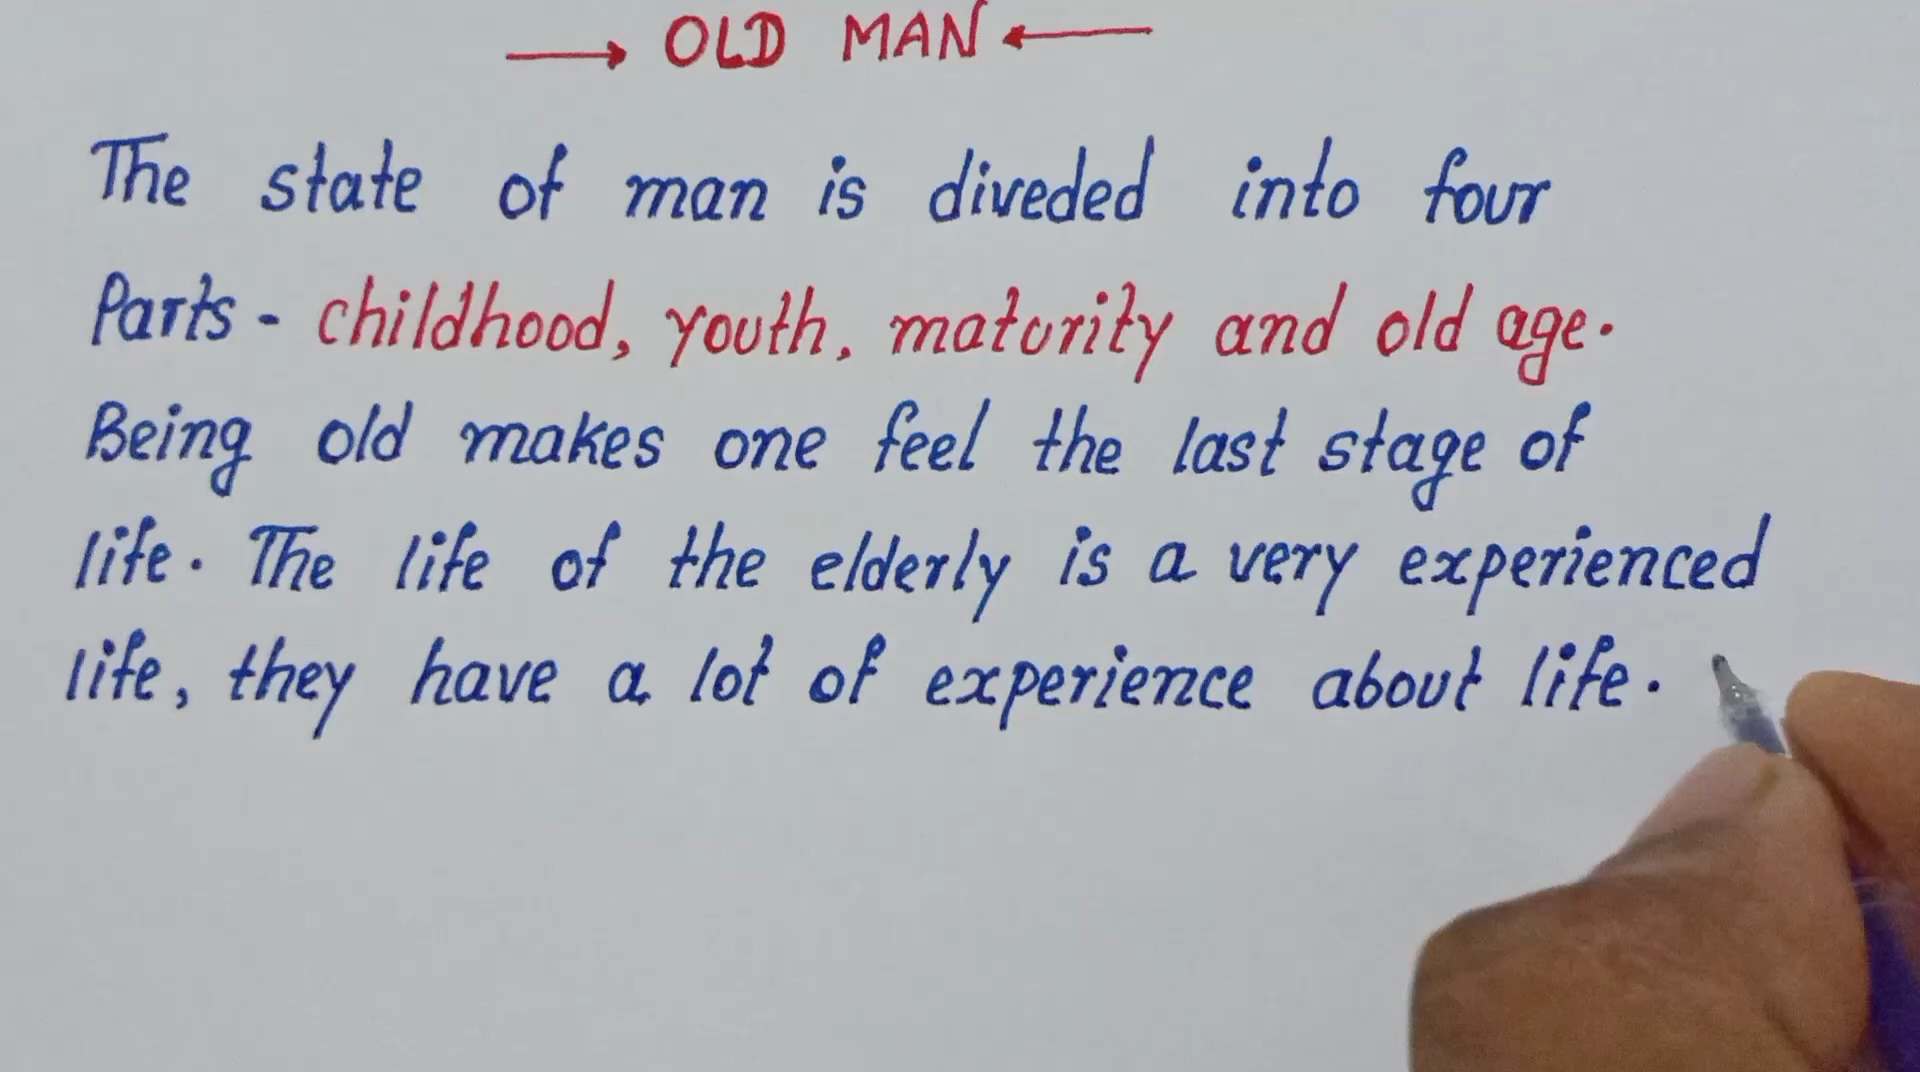 → OLD MAN ←
The state of man is diveded into four
Parts - childhood, youth, maturity and old age.
Being old makes one feel the last stage of
life. The life of the elderly is a very experienced
life, they have a lot of experience about life.